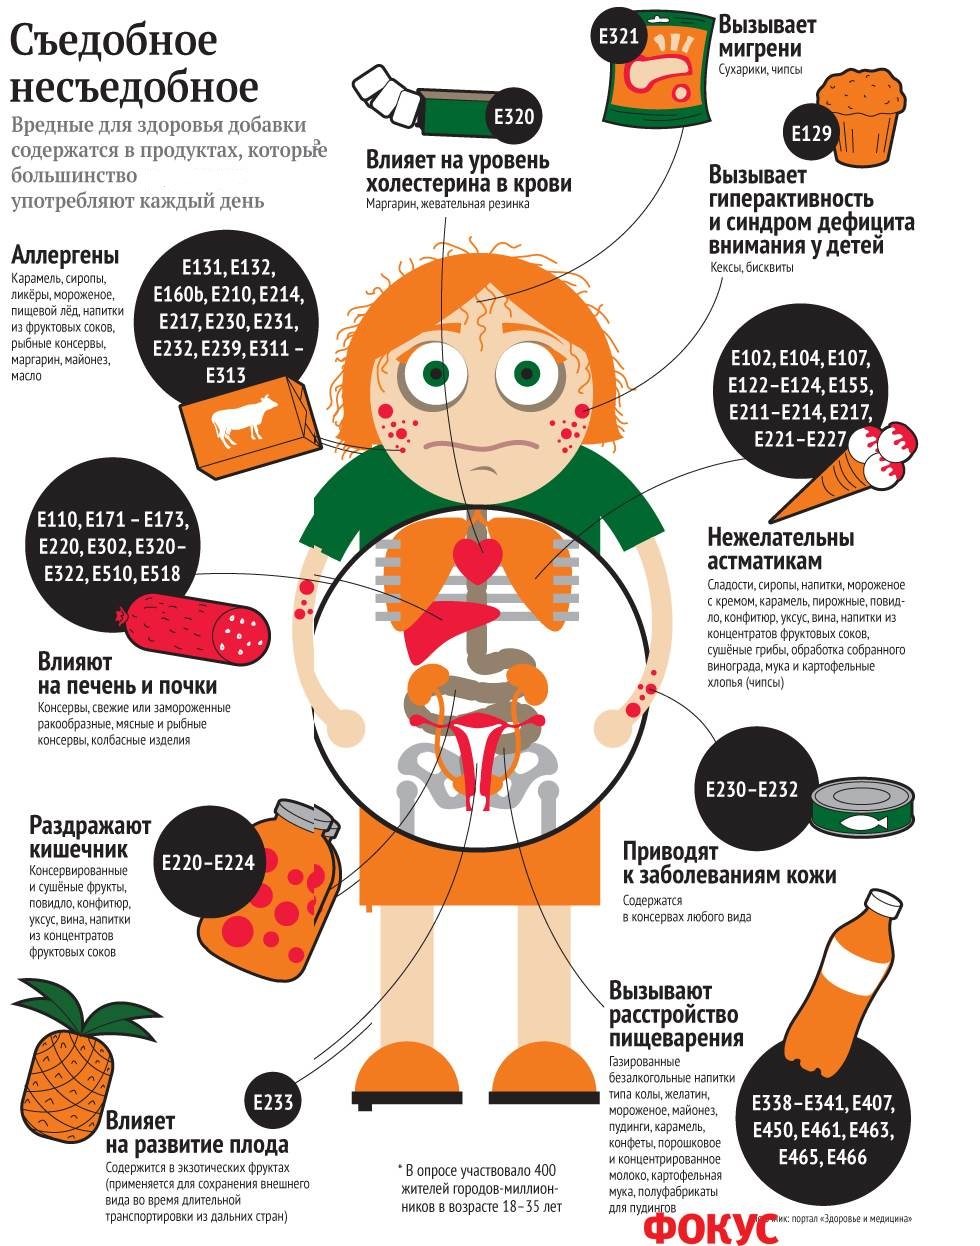 Съедобное
несъедобное
Вредные для здоровья добавки
содержатся в продуктах, которые
большинство
употребляют каждый день
E320
Влияет на уровень
холестерина в крови
Маргарин, жевательная резинка
E321
Вызывает
мигрени
Сухарики, чипсы
E129
Вызывает
гиперактивность
и синдром дефицита
внимания у детей
Кексы, бисквиты
Аллергены
Карамель, сиропы,
ликёры, мороженое,
пищевой лёд, напитки
из фруктовых соков,
рыбные консервы,
маргарин, майонез,
масло
E131, E132,
E160b, E210, E214,
E217, E230, E231,
E232, E239, E311 –
E313
E102, E104, E107,
E122–E124, E155,
E211–E214, E217,
E221–E227
Нежелательны
астматикам
Сладости, сиропы, напитки, мороженое
с кремом, карамель, пирожные, повид-
ло, конфитюр, уксус, вина, напитки из
концентратов фруктовых соков,
сушёные грибы, обработка собранного
винограда, мука и картофельные
хлопья (чипсы)
E110, E171 – E173,
E220, E302, E320–
E322, E510, E518
Влияют
на печень и почки
Консервы, свежие или замороженные
ракообразные, мясные и рыбные
консервы, колбасные изделия
E230–E232
Приводят
к заболеваниям кожи
Содержатся
в консервах любого вида
Раздражают
кишечник
Консервированные
и сушёные фрукты,
повидло, конфитюр,
уксус, вина, напитки
из концентратов
фруктовых соков
E220–E224
E233
Влияет
на развитие плода
Содержится в экзотических фруктах
(применяется для сохранения внешнего
вида во время длительной
транспортировки из дальних стран)
Вызывают
расстройство
пищеварения
Газированные
безалкогольные напитки
типа колы, желатин,
мороженое, майонез,
пудинги, карамель,
конфеты, порошковое
и концентрированное
молоко, картофельная
мука, полуфабрикаты
для пудингов
E338–E341, E407,
E450, E461, E463,
E465, E466
* В опросе участвовало 400
жителей городов-миллион-
ников в возрасте 18–35 лет
ФОКУС
портал «Здоровье и медицина»